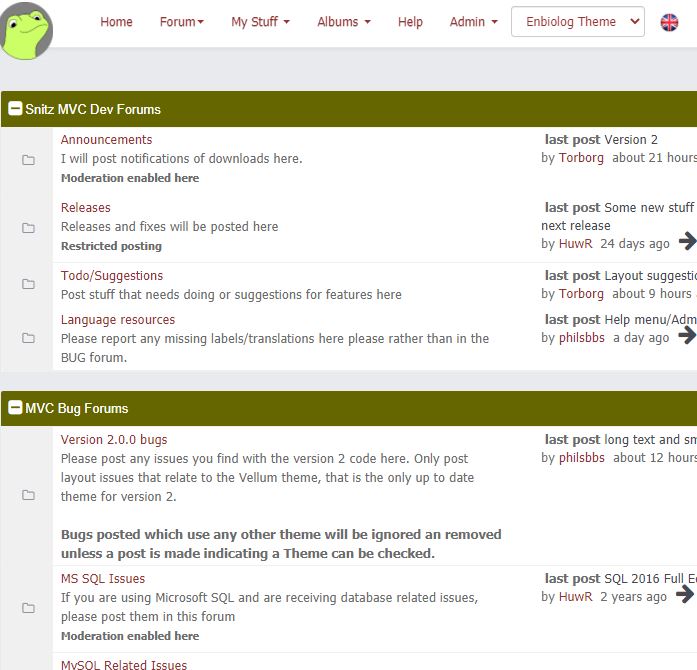 Home Forum My Stuff Albums Help Admin Enbiolog Theme
Snitz MVC Dev Forums
Announcements
I will post notifications of downloads here.
Moderation enabled here
last post Version 2
by Torborg about 21 hours
Releases
Releases and fixes will be posted here
Restricted posting
last post Some new stuff
next release
by HuwR 24 days ago
Todo/Suggestions
Post stuff that needs doing or suggestions for features here
last post Layout suggestio
by Torborg about 9 hours
Language resources
Please report any missing labels/translations here please rather than in the
BUG forum.
last post Help menu/Adm
by philsbbs a day ago
MVC Bug Forums
Version 2.0.0 bugs
Please post any issues you find with the version 2 code here. Only post
layout issues that relate to the Vellum theme, that is the only up to date
theme for version 2.
Bugs posted which use any other theme will be ignored an removed
unless a post is made indicating a Theme can be checked.
last post long text and sm
by philsbbs about 12 hours
MS SQL Issues
If you are using Microsoft SQL and are receiving database related issues,
please post them in this forum
Moderation enabled here
last post SQL 2016 Full E
by HuwR 2 years ago
MySQL Related Issues